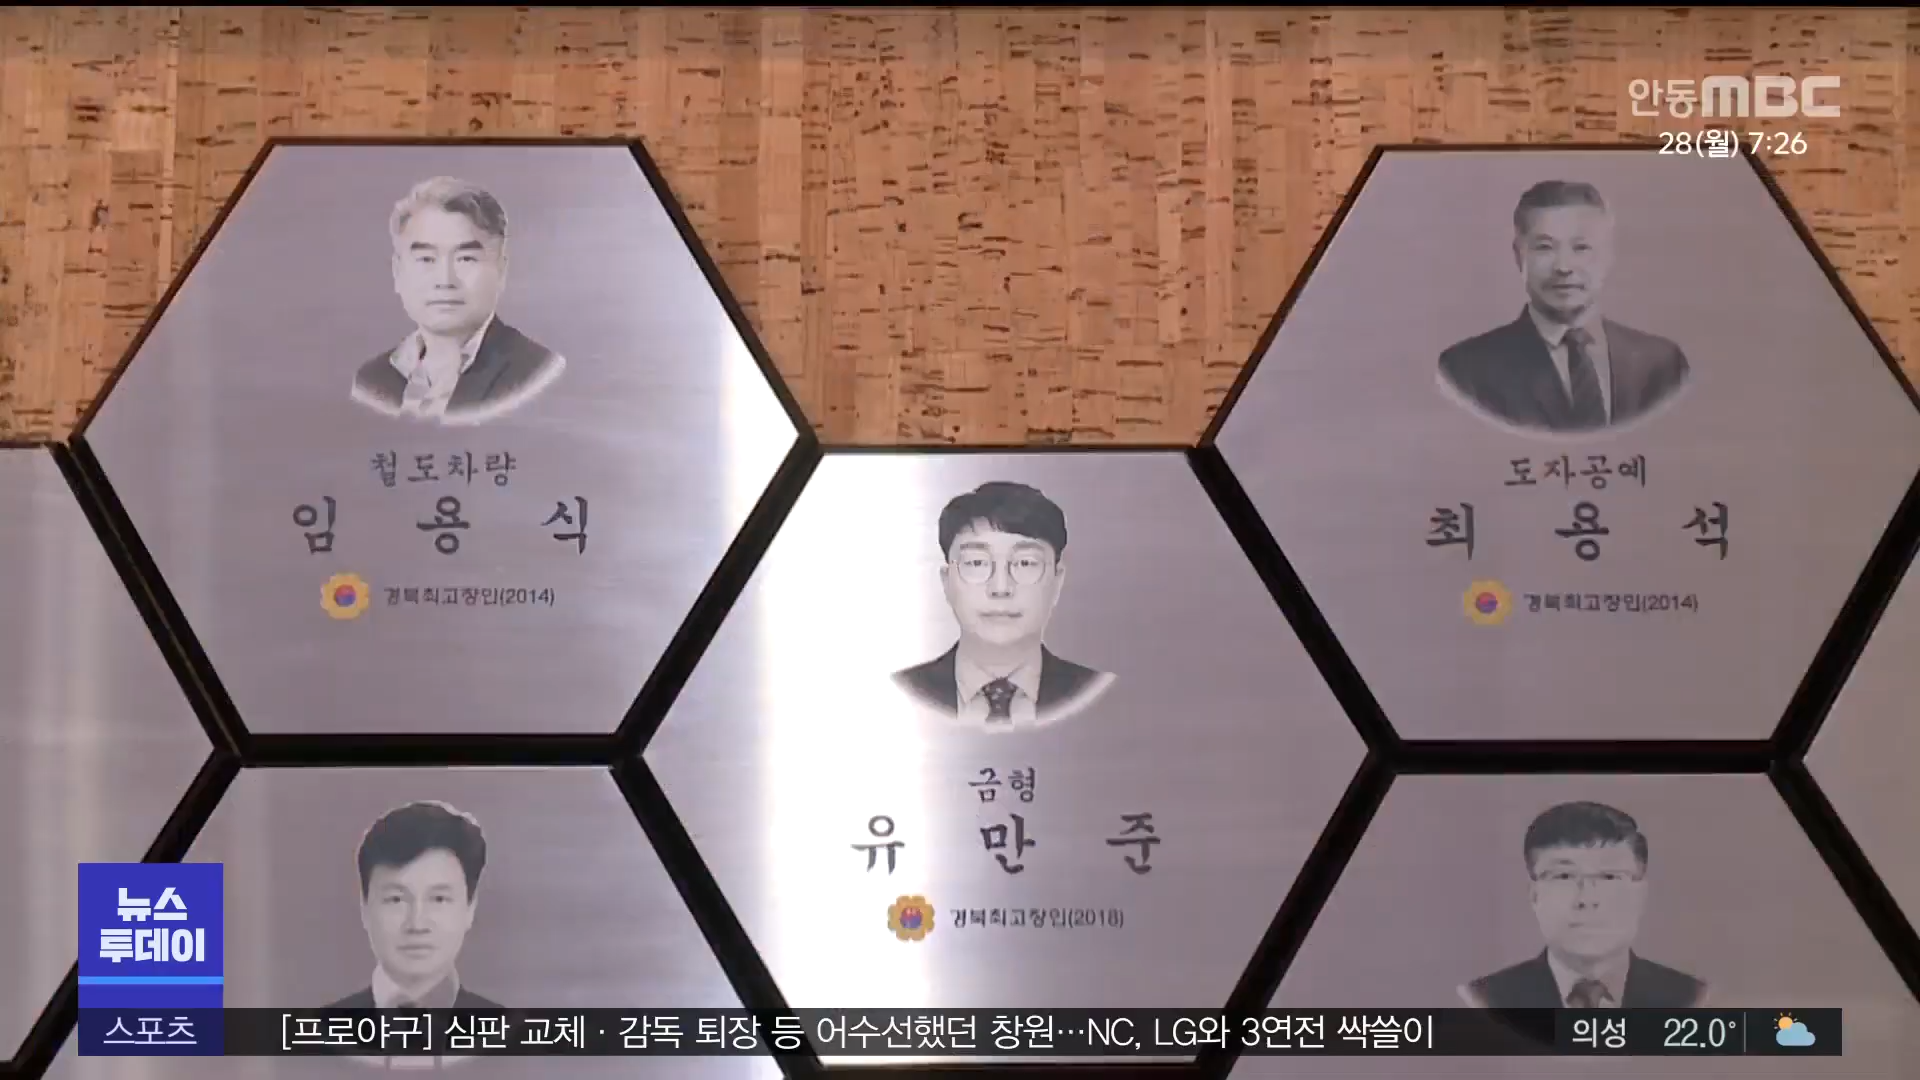 안동MBC
28(월) 7:26
철도차량
임용식
경북최고장인(2014)
도자공예
최용석
경북최고장인(2014)
금형
유만준
경북최고장인(2018)
뉴스
투데이
스포츠
[프로야구] 심판 교체·감독 퇴장 등 어수선했던 창원…NC, LG와 3연전 싹쓸이
의성 22.0°